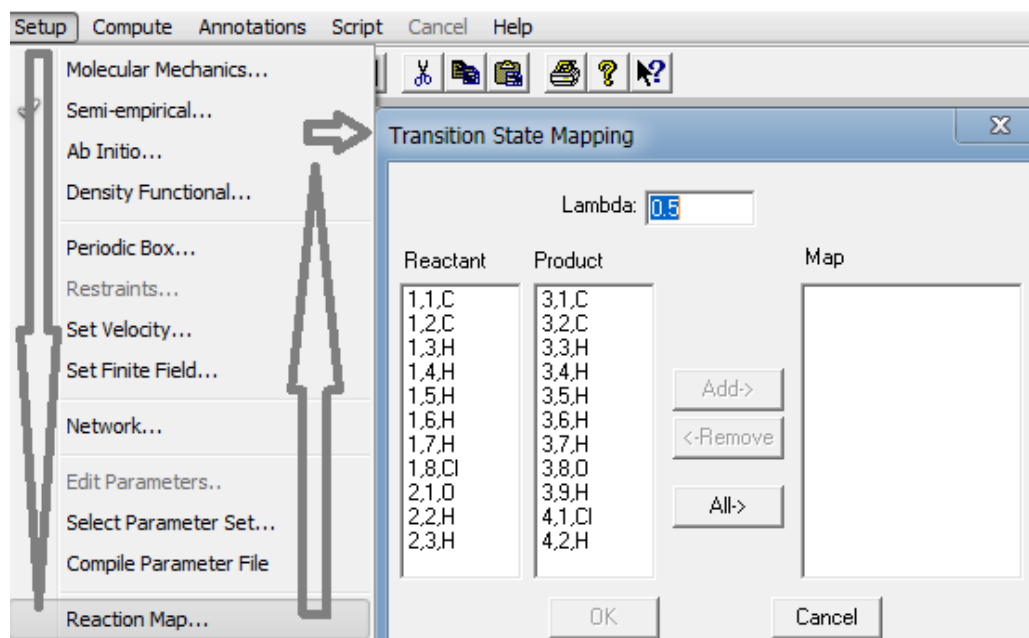 Setup Compute Annotations Script Cancel Help
Molecular Mechanics...
Semi-empirical...
Ab Initio...
Density Functional...
Periodic Box...
Restraints...
Set Velocity...
Set Finite Field...
Network...
Edit Parameters..
Select Parameter Set...
Compile Parameter File
Reaction Map...
Transition State Mapping
Lambda: 0.5
Reactant Product Map
1,1,C 3,1,C
1,2,C 3,2,C
1,3,H 3,3,H
1,4,H 3,4,H
1,5,H 3,5,H
1,6,H 3,6,H
1,7,H 3,7,H
1,8,Cl 3,8,O
2,1,O 3,9,H
2,2,H 4,1,Cl
2,3,H 4,2,H
Add->
<-Remove
All->
OK Cancel